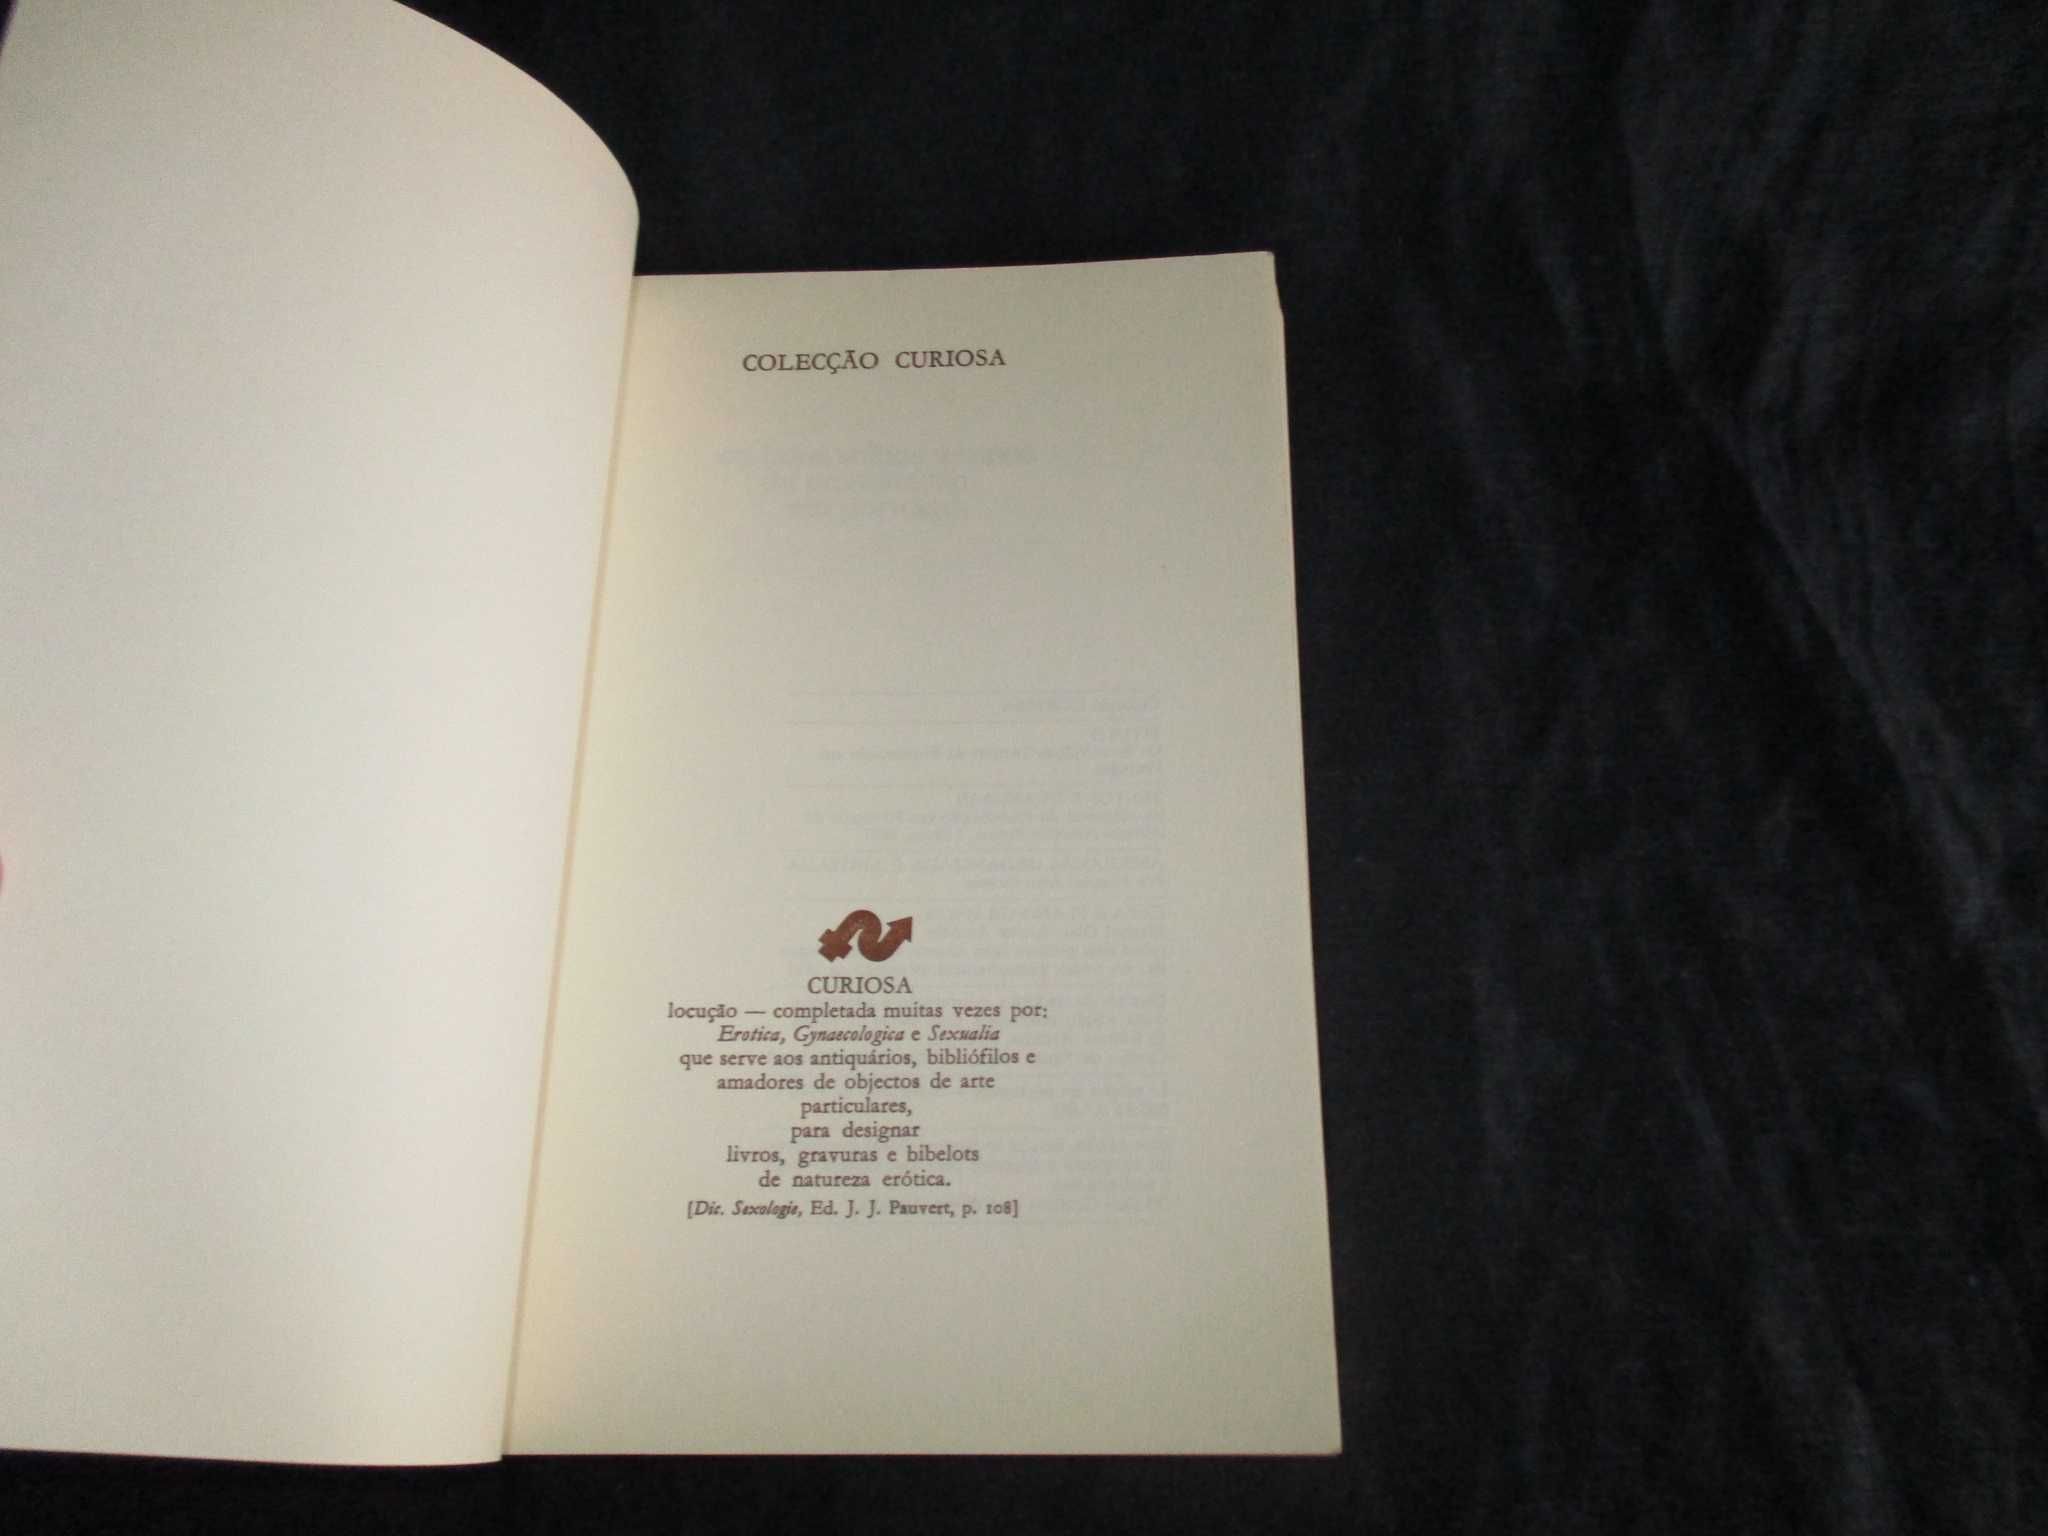 COLECÇÃO CURIOSA
CURIOSA
locução — completada muitas vezes por:
Erotica, Gynaecologica e Sexualia
que serve aos antiquários, bibliófilos e
amadores de objectos de arte
particulares,
para designar
livros, gravuras e bibelots
de natureza erótica.
[Dic. Sexologie, Ed. J. J. Pauvert, p. 108]